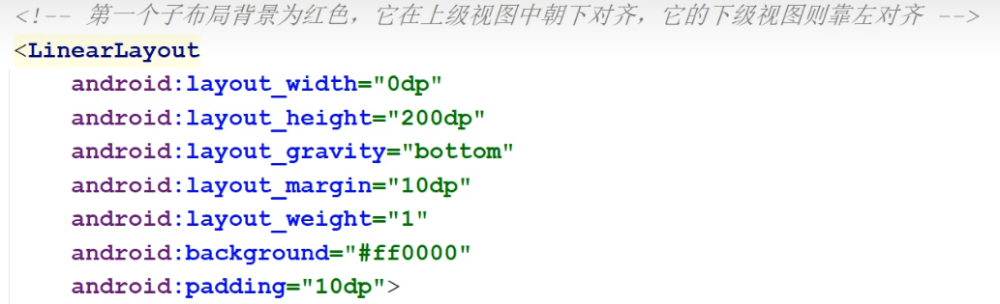 <!-- 第一个子布局背景为红色，它在上级视图中朝下对齐，它的下级视图则靠左对齐 -->
<LinearLayout
android:layout_width="0dp"
android:layout_height="200dp"
android:layout_gravity="bottom"
android:layout_margin="10dp"
android:layout_weight="1"
android:background="#ff0000"
android:padding="10dp">